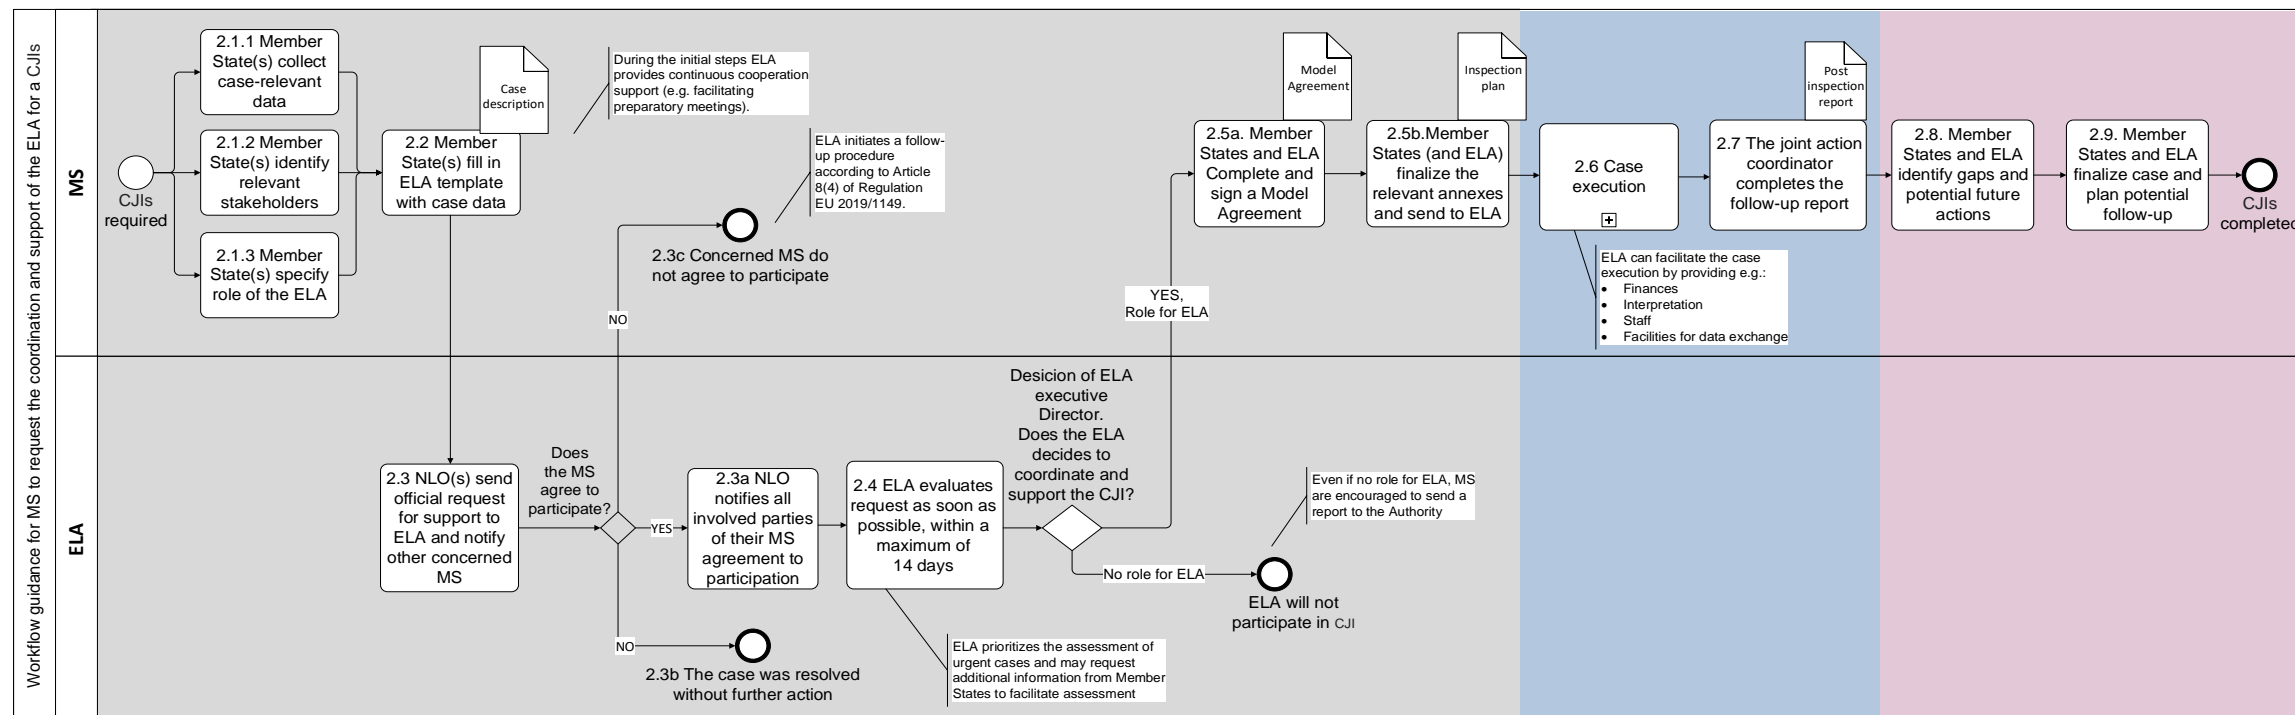 Workflow guidance for MS to request the coordination and support of the ELA for a CJIs
MS
CJIs
required
2.1.1 Member
State(s) collect
case-relevant
data
2.1.2 Member
State(s) identify
relevant
stakeholders
2.1.3 Member
State(s) specify
role of the ELA
Case
description
2.2 Member
State(s) fill in
ELA template
with case data
During the initial steps ELA
provides continuous cooperation
support (e.g. facilitating
preparatory meetings).
ELA initiates a follow-
up procedure
according to Article
8(4) of Regulation
EU 2019/1149.
2.3c Concerned MS do
not agree to participate
NO
YES,
Role for ELA
Model
Agreement
2.5a. Member
States and ELA
Complete and
sign a Model
Agreement
Inspection
plan
2.5b.Member
States (and ELA)
finalize the
relevant annexes
and send to ELA
2.6 Case
execution
ELA can facilitate the case
execution by providing e.g.:
• Finances
• Interpretation
• Staff
• Facilities for data exchange
Post
inspection
report
2.7 The joint action
coordinator
completes the
follow-up report
2.8. Member
States and ELA
identify gaps and
potential future
actions
2.9. Member
States and ELA
finalize case and
plan potential
follow-up
CJIs
completed
ELA
2.3 NLO(s) send
official request
for support to
ELA and notify
other concerned
MS
Does
the MS
agree to
participate?
YES
NO
2.3b The case was resolved
without further action
2.3a NLO
notifies all
involved parties
of their MS
agreement to
participation
2.4 ELA evaluates
request as soon as
possible, within a
maximum of
14 days
ELA prioritizes the assessment of
urgent cases and may request
additional information from Member
States to facilitate assessment
Desicion of ELA
executive
Director.
Does the ELA
decides to
coordinate and
support the CJI?
No role for ELA
Even if no role for ELA, MS
are encouraged to send a
report to the Authority
ELA will not
participate in CJI